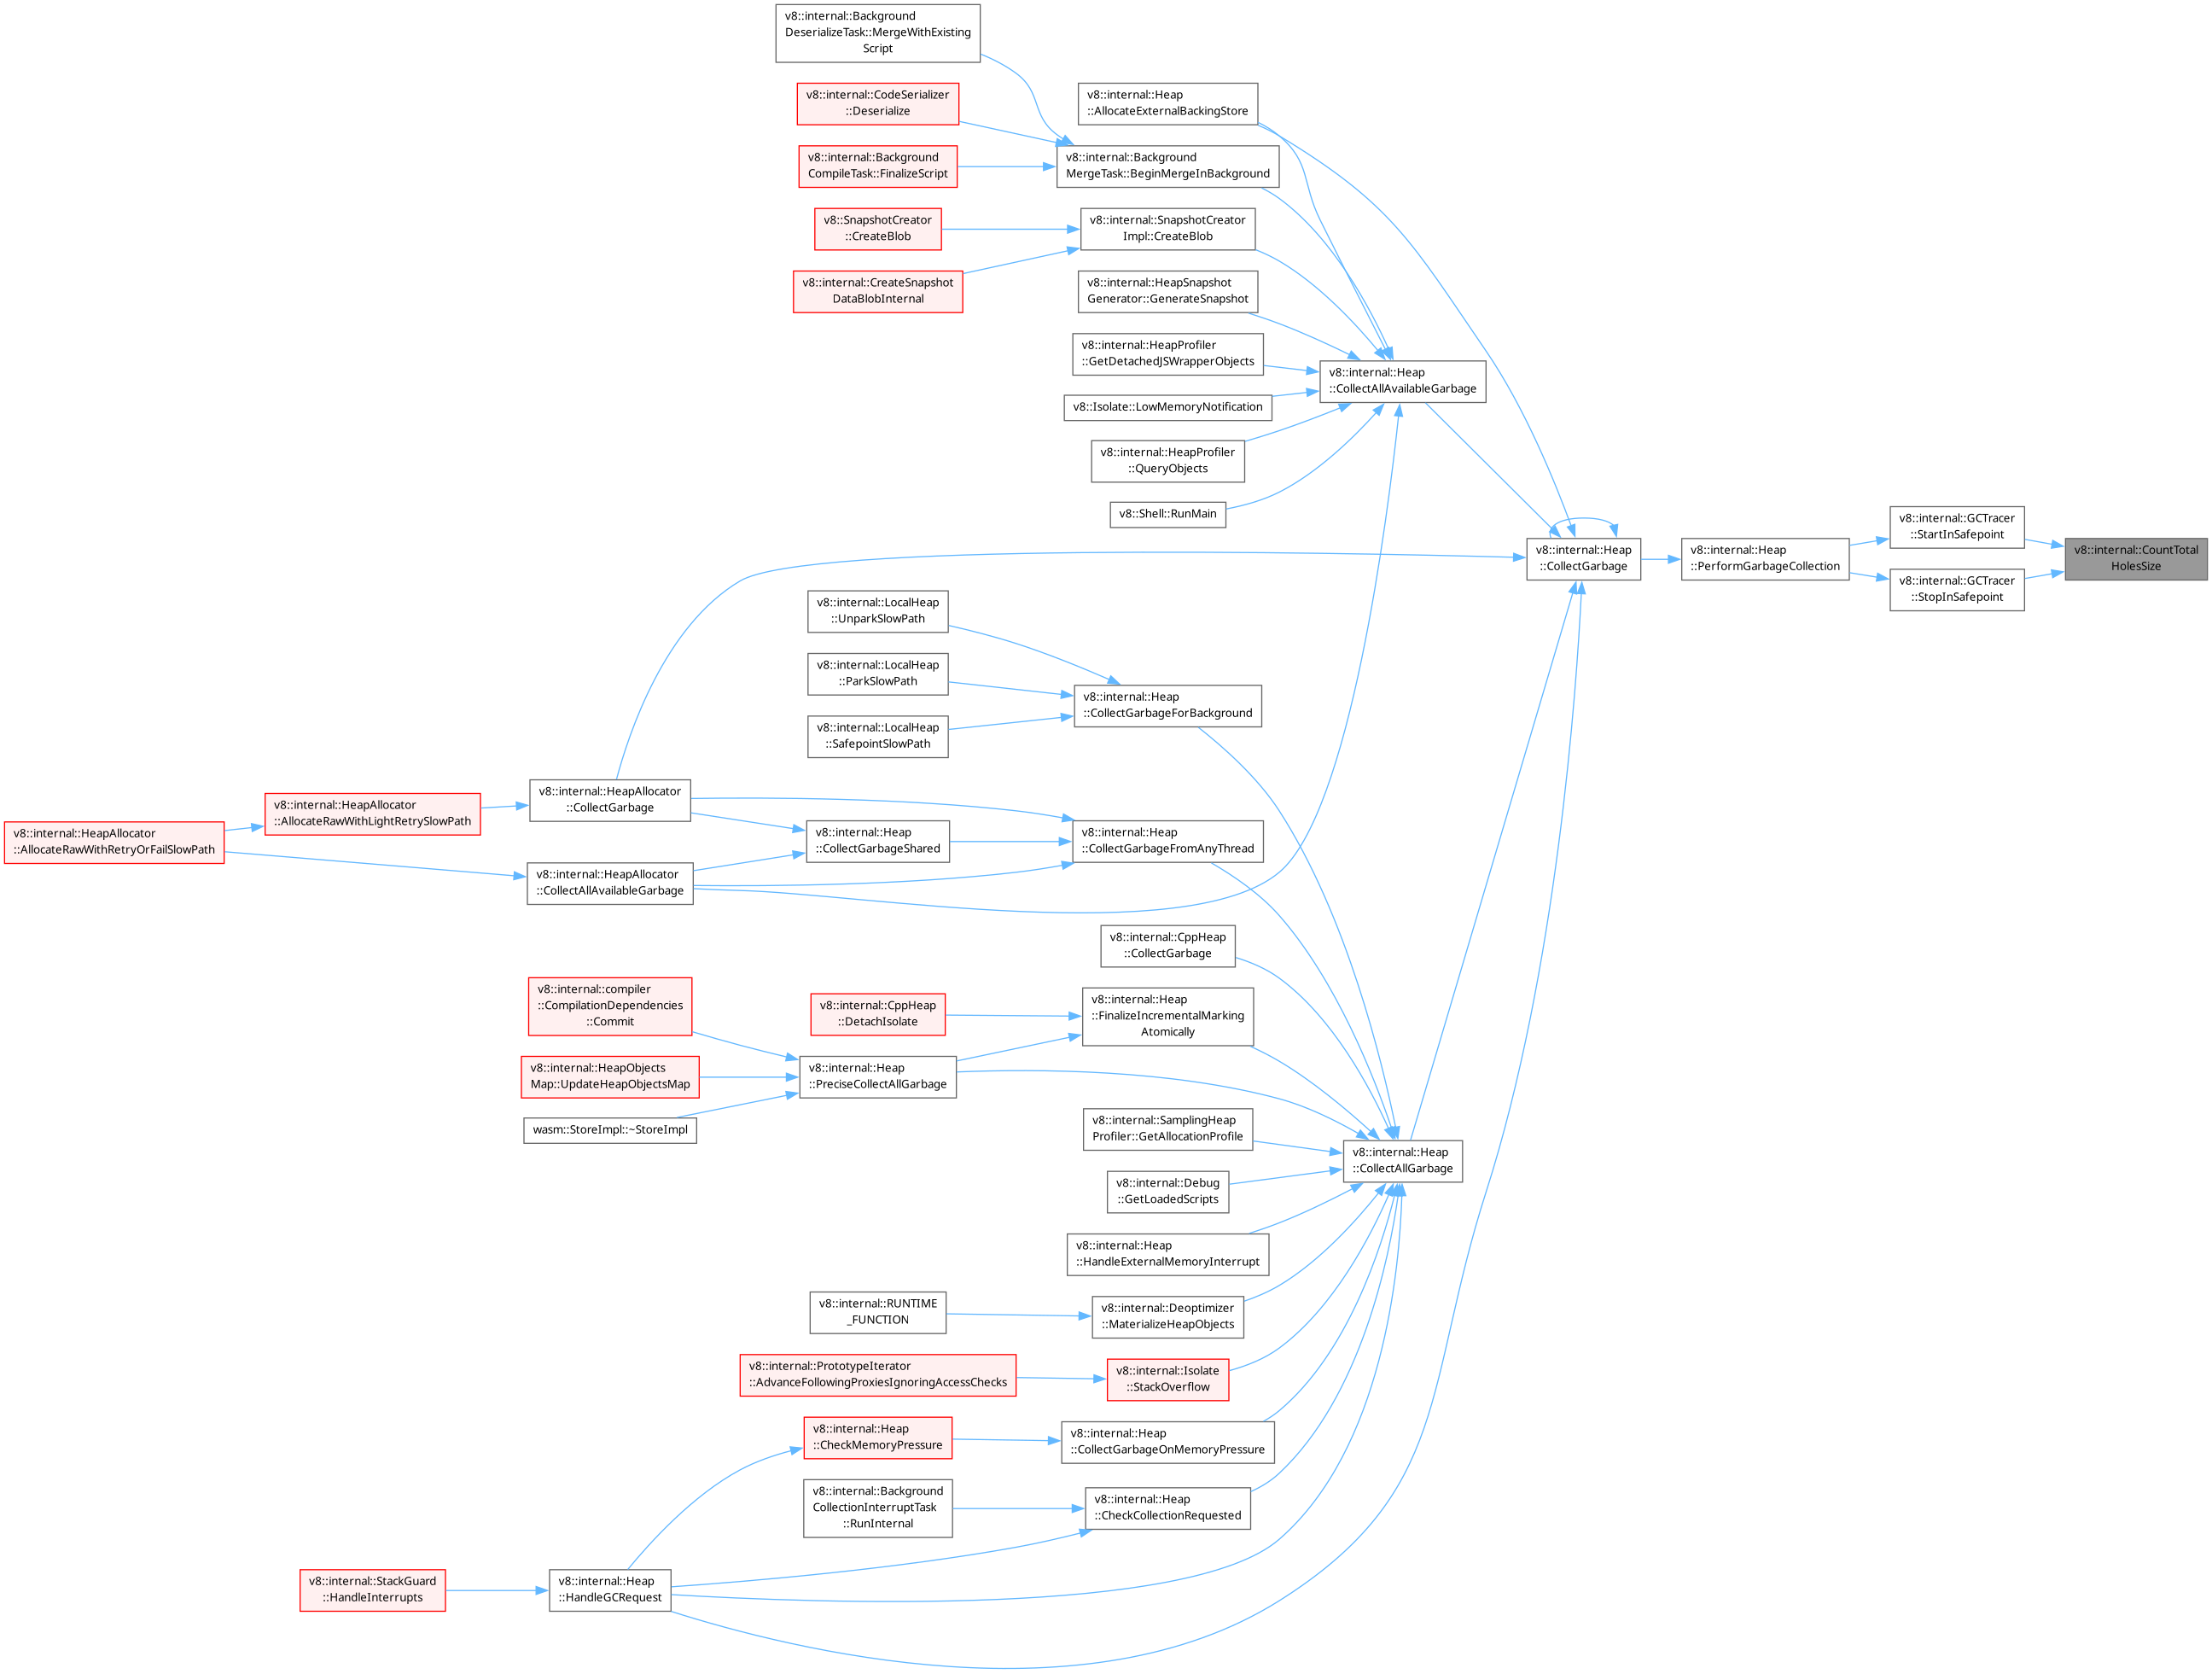 v8::internal::Background
DeserializeTask::MergeWithExisting
Script
v8::internal::CodeSerializer
::Deserialize
v8::internal::Heap
::AllocateExternalBackingStore
v8::internal::Background
CompileTask::FinalizeScript
v8::internal::Background
MergeTask::BeginMergeInBackground
v8::SnapshotCreator
::CreateBlob
v8::internal::SnapshotCreator
Impl::CreateBlob
v8::internal::CreateSnapshot
DataBlobInternal
v8::internal::HeapSnapshot
Generator::GenerateSnapshot
v8::internal::HeapProfiler
::GetDetachedJSWrapperObjects
v8::internal::Heap
::CollectAllAvailableGarbage
v8::Isolate::LowMemoryNotification
v8::internal::HeapProfiler
::QueryObjects
v8::Shell::RunMain
v8::internal::Heap
::CollectGarbage
v8::internal::Heap
::PerformGarbageCollection
v8::internal::GCTracer
::StartInSafepoint
v8::internal::CountTotal
HolesSize
v8::internal::GCTracer
::StopInSafepoint
v8::internal::LocalHeap
::UnparkSlowPath
v8::internal::LocalHeap
::ParkSlowPath
v8::internal::Heap
::CollectGarbageForBackground
v8::internal::LocalHeap
::SafepointSlowPath
v8::internal::HeapAllocator
::CollectGarbage
v8::internal::HeapAllocator
::AllocateRawWithLightRetrySlowPath
v8::internal::HeapAllocator
::AllocateRawWithRetryOrFailSlowPath
v8::internal::Heap
::CollectGarbageShared
v8::internal::Heap
::CollectGarbageFromAnyThread
v8::internal::HeapAllocator
::CollectAllAvailableGarbage
v8::internal::CppHeap
::CollectGarbage
v8::internal::compiler
::CompilationDependencies
::Commit
v8::internal::CppHeap
::DetachIsolate
v8::internal::Heap
::FinalizeIncrementalMarking
Atomically
v8::internal::HeapObjects
Map::UpdateHeapObjectsMap
v8::internal::Heap
::PreciseCollectAllGarbage
wasm::StoreImpl::~StoreImpl
v8::internal::SamplingHeap
Profiler::GetAllocationProfile
v8::internal::Heap
::CollectAllGarbage
v8::internal::Debug
::GetLoadedScripts
v8::internal::Heap
::HandleExternalMemoryInterrupt
v8::internal::RUNTIME
_FUNCTION
v8::internal::Deoptimizer
::MaterializeHeapObjects
v8::internal::PrototypeIterator
::AdvanceFollowingProxiesIgnoringAccessChecks
v8::internal::Isolate
::StackOverflow
v8::internal::Heap
::CheckMemoryPressure
v8::internal::Heap
::CollectGarbageOnMemoryPressure
v8::internal::Background
CollectionInterruptTask
::RunInternal
v8::internal::Heap
::CheckCollectionRequested
v8::internal::StackGuard
::HandleInterrupts
v8::internal::Heap
::HandleGCRequest